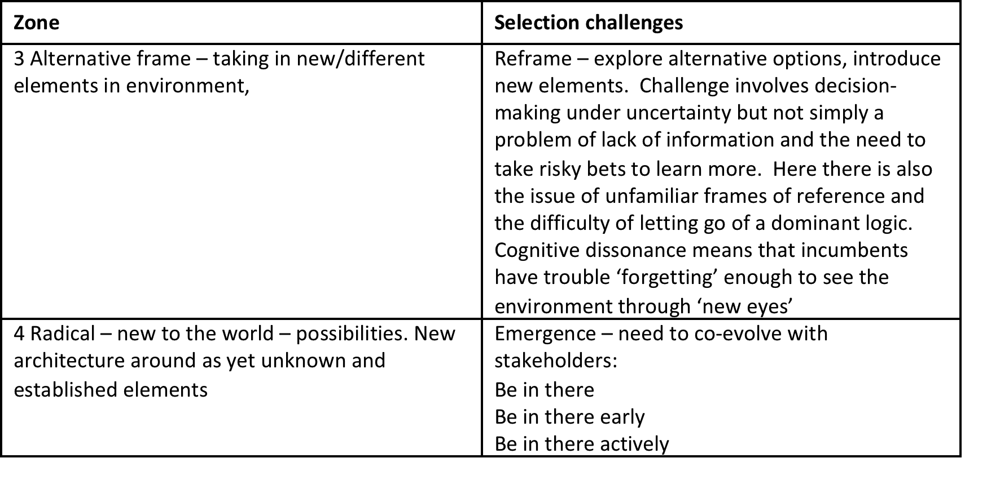 Zone
Selection challenges
3 Alternative frame – taking in new/different
elements in environment,
Reframe – explore alternative options, introduce
new elements.  Challenge involves decision-
making under uncertainty but not simply a
problem of lack of information and the need to
take risky bets to learn more.  Here there is also
the issue of unfamiliar frames of reference and
the difficulty of letting go of a dominant logic.
Cognitive dissonance means that incumbents
have trouble ‘forgetting’ enough to see the
environment through ‘new eyes’
4 Radical – new to the world – possibilities. New
architecture around as yet unknown and
established elements
Emergence – need to co-evolve with
stakeholders:
Be in there
Be in there early
Be in there actively